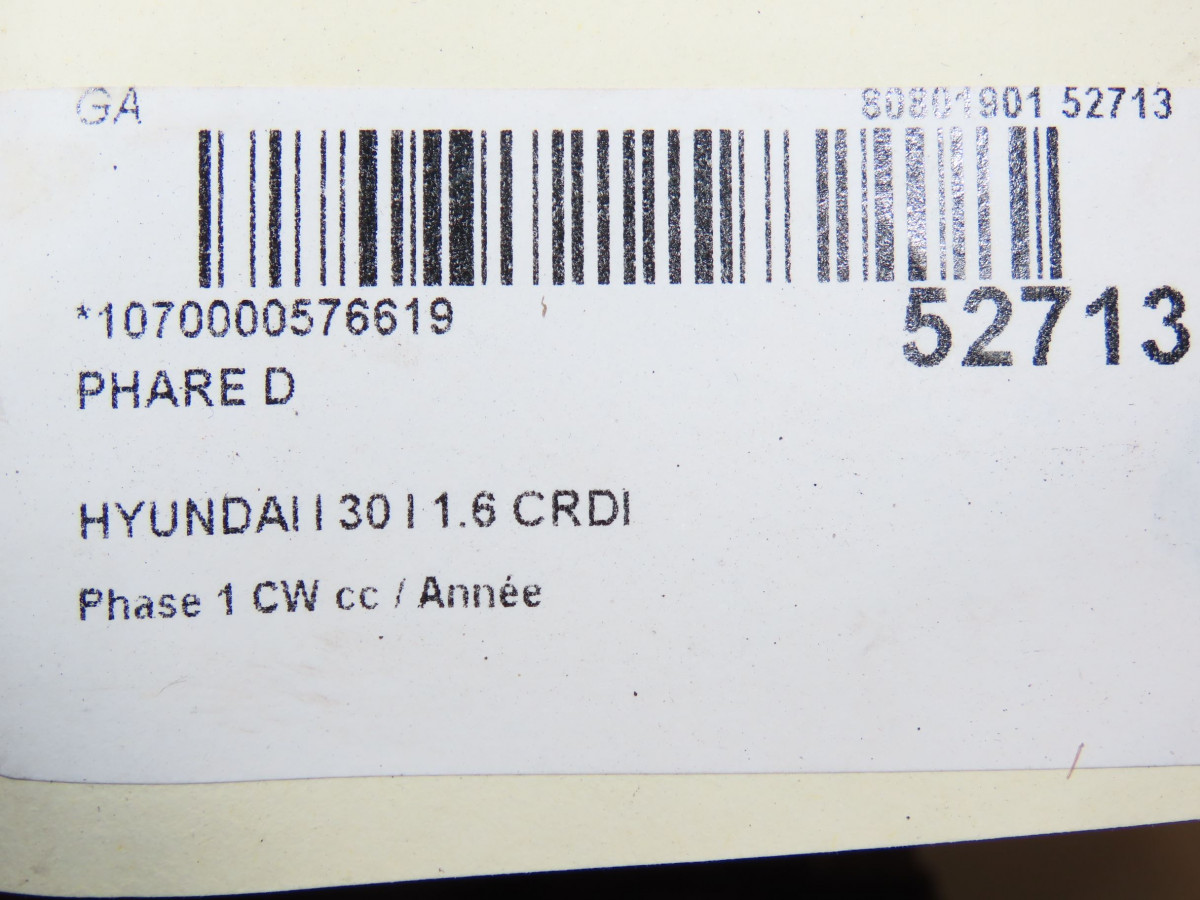 GA 80801901 52713
*1070000576619 52713
PHARE D
HYUNDAI I 30 I 1.6 CRDI
Phase 1 CW cc / Année